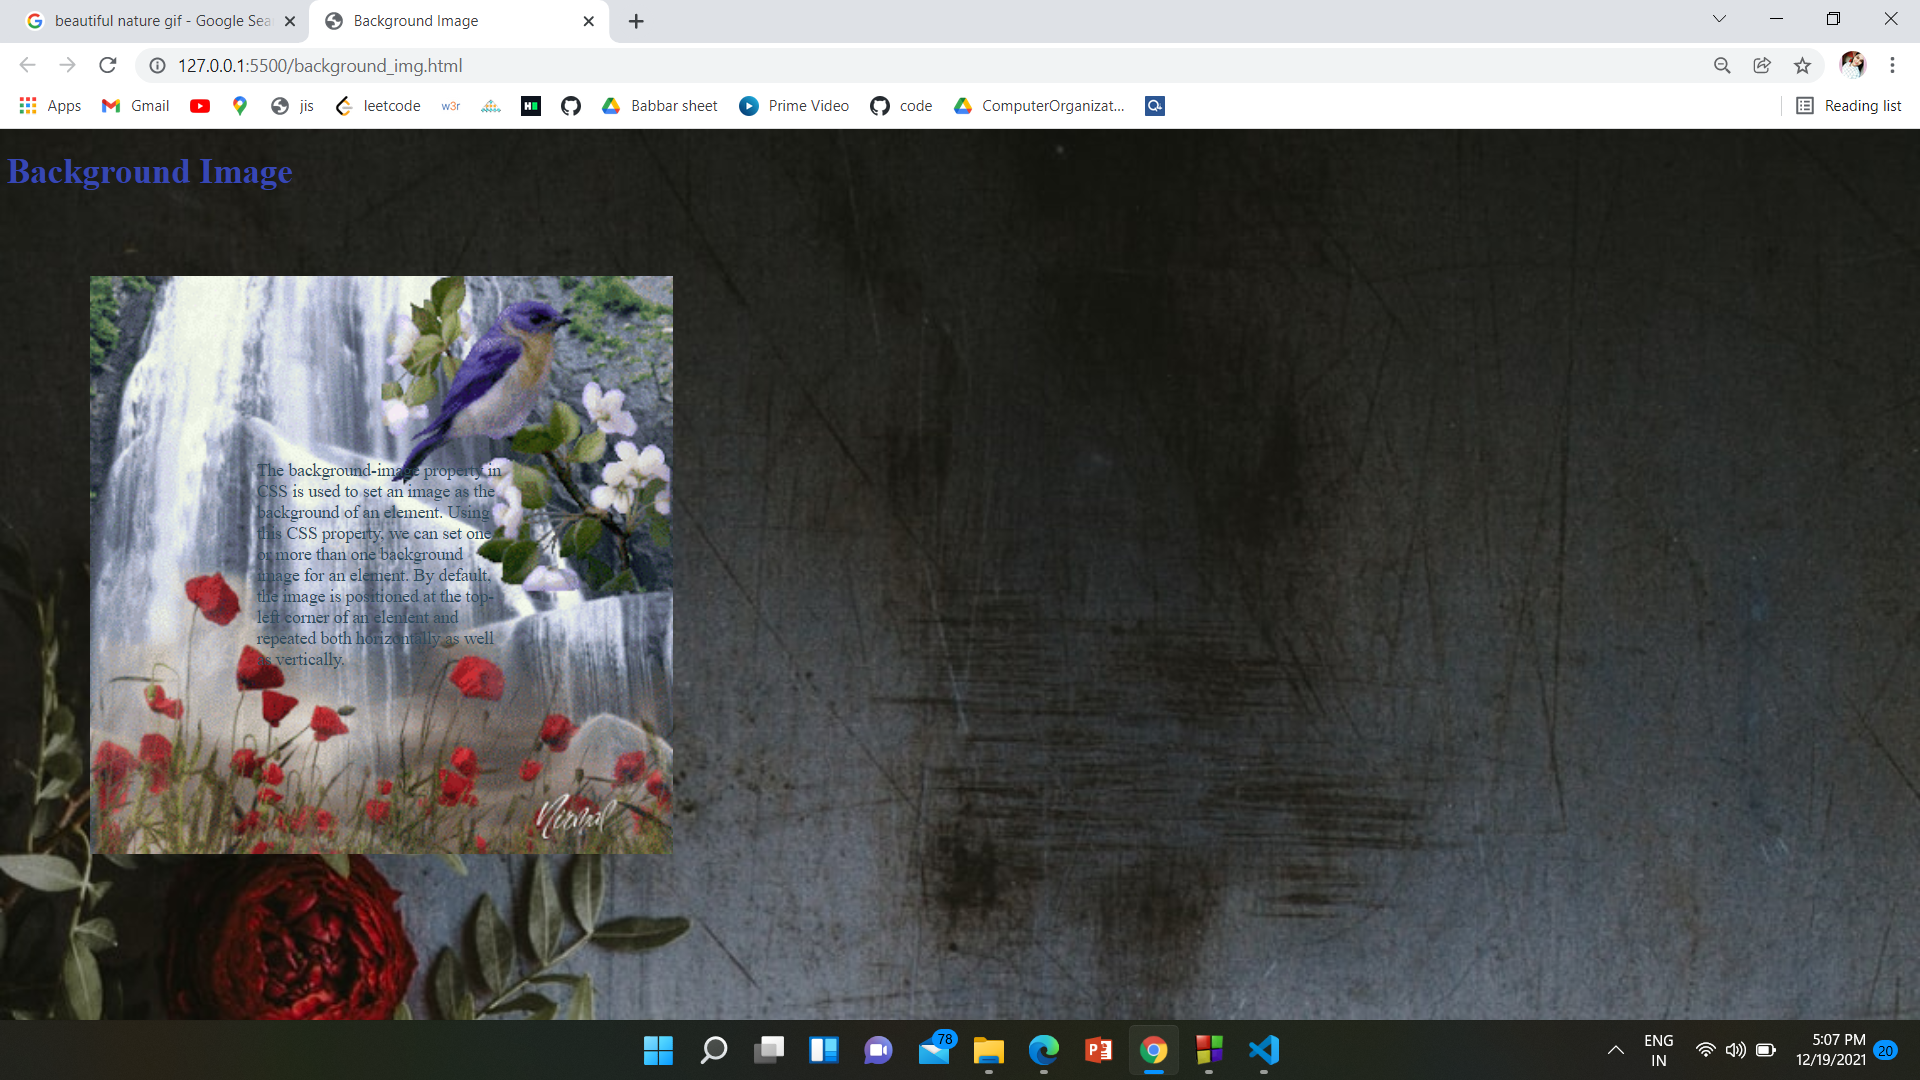 beautiful nature gif - Google Sea
Background Image
127.0.0.1:5500/background_img.html
Apps
Gmail
jis
leetcode
w3r
Babbar sheet
Prime Video
code
ComputerOrganizat...
Reading list
Background Image
The background-image property in
CSS is used to set an image as the
background of an element. Using
this CSS property, we can set one
or more than one background
image for an element. By default,
the image is positioned at the top-
left corner of an element and
repeated both horizontally as well
as vertically.
Nirmal
78
ENG
IN
5:07 PM
12/19/2021
20